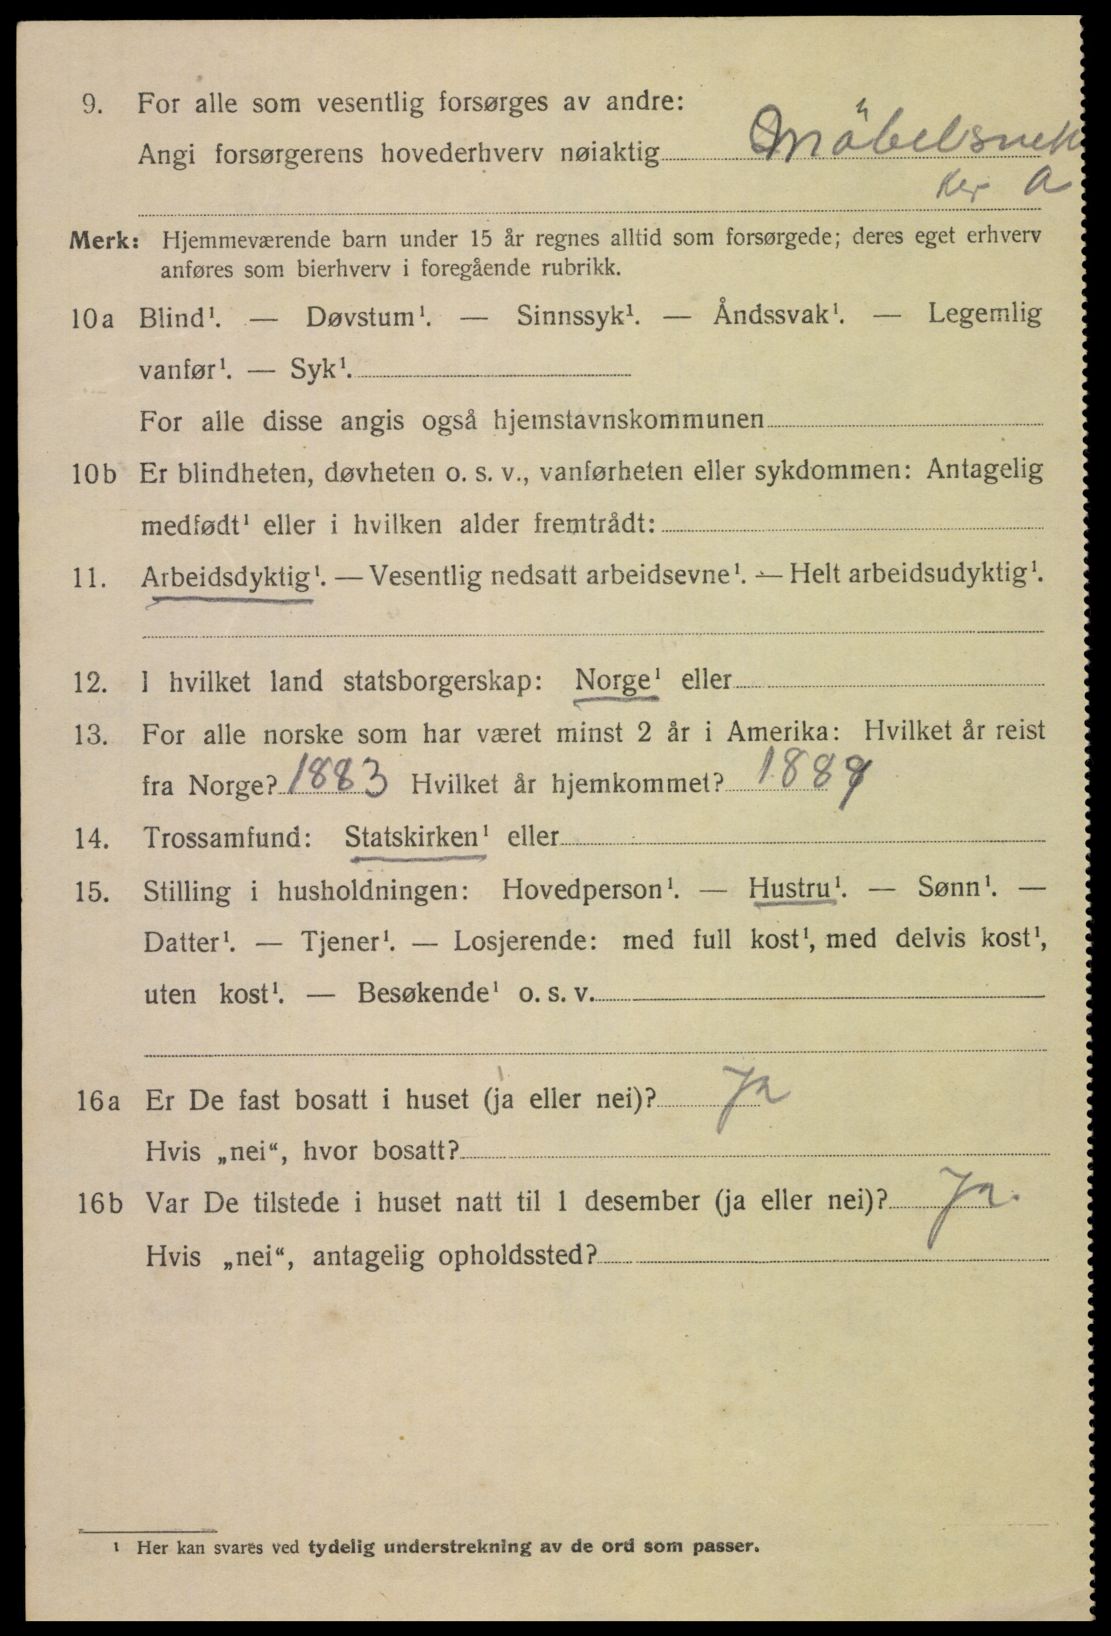 9. For alle som vesentlig forsørges av andre:
Angi forsørgerens hovederhverv nøiaktig Möbelsnek
ker a
Merk: Hjemmeværende barn under 15 år regnes alltid som forsørgede; deres eget erhverv
anføres som bierhverv i foregående rubrikk.
10a Blind¹. — Døvstum¹. — Sinnssyk¹. — Åndssvak¹. — Legemlig
vanfør¹. — Syk¹.
For alle disse angis også hjemstavnskommunen
10b Er blindheten, døvheten o. s. v., vanførheten eller sykdommen: Antagelig
medfødt¹ eller i hvilken alder fremtrådt:
11. Arbeidsdyktig¹. — Vesentlig nedsatt arbeidsevne¹. — Helt arbeidsudyktig¹.
12. I hvilket land statsborgerskap: Norge¹ eller
13. For alle norske som har været minst 2 år i Amerika: Hvilket år reist
fra Norge? 1883 Hvilket år hjemkommet? 1889
14. Trossamfund: Statskirken¹ eller
15. Stilling i husholdningen: Hovedperson¹. — Hustru¹. — Sønn¹. —
Datter¹. — Tjener¹. — Losjerende: med full kost¹, med delvis kost¹,
uten kost¹. — Besøkende¹ o. s. v.
16a Er De fast bosatt i huset (ja eller nei)? Ja
Hvis „nei“, hvor bosatt?
16b Var De tilstede i huset natt til 1 desember (ja eller nei)? Ja.
Hvis „nei“, antagelig opholdssted?
¹ Her kan svares ved tydelig understrekning av de ord som passer.